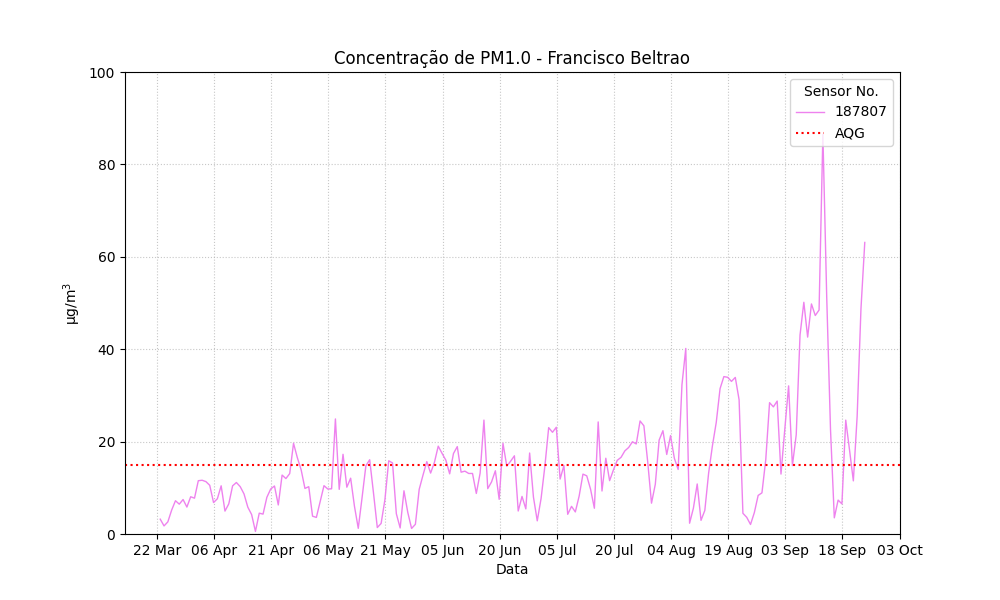 Concentração de PM1.0 - Francisco Beltrao
Sensor No.
187807
AQG
µg/m³
100
80
60
40
20
0
22 Mar 06 Apr 21 Apr 06 May 21 May 05 Jun 20 Jun 05 Jul 20 Jul 04 Aug 19 Aug 03 Sep 18 Sep 03 Oct
Data